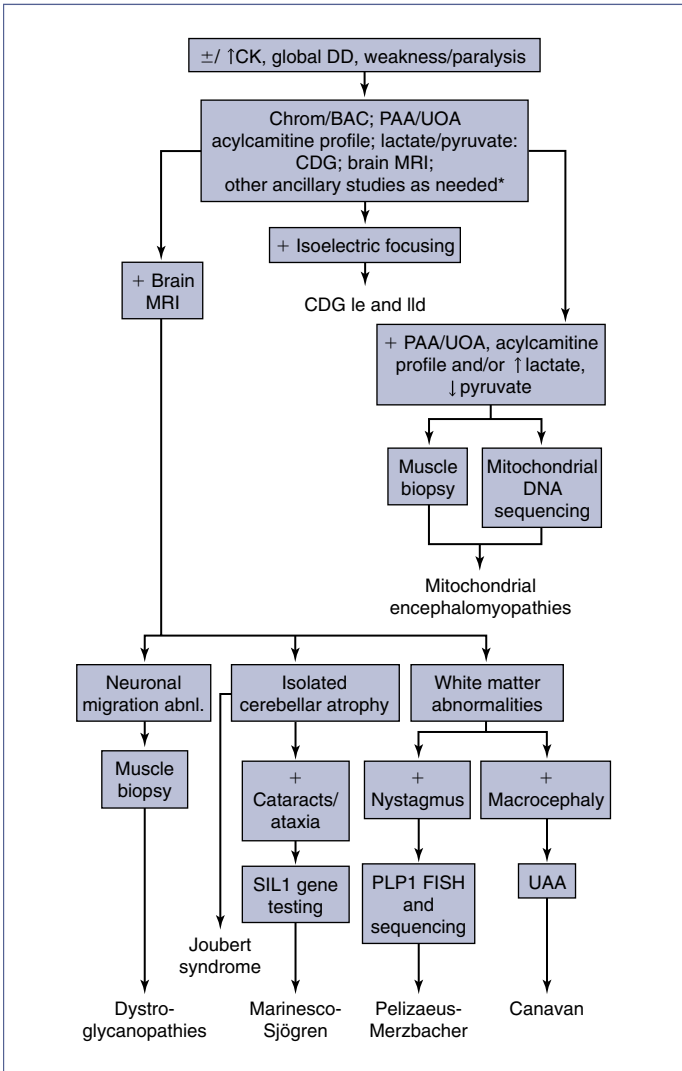 ±/ ↑CK, global DD, weakness/paralysis
Chrom/BAC; PAA/UOA
acylcamitine profile; lactate/pyruvate:
CDG; brain MRI;
other ancillary studies as needed*
+ Isoelectric focusing
CDG Ie and IId
+ Brain
MRI
+ PAA/UOA, acylcamitine
profile and/or ↑lactate,
↓pyruvate
Muscle
biopsy
Mitochondrial
DNA
sequencing
Mitochondrial
encephalomyopathies
Neuronal
migration abnl.
Isolated
cerebellar atrophy
White matter
abnormalities
Muscle
biopsy
+
Cataracts/
ataxia
+
Nystagmus
+
Macrocephaly
SIL1 gene
testing
PLP1 FISH
and
sequencing
UAA
Joubert
syndrome
Dystro-
glycanopathies
Marinesco-
Sjögren
Pelizaeus-
Merzbacher
Canavan